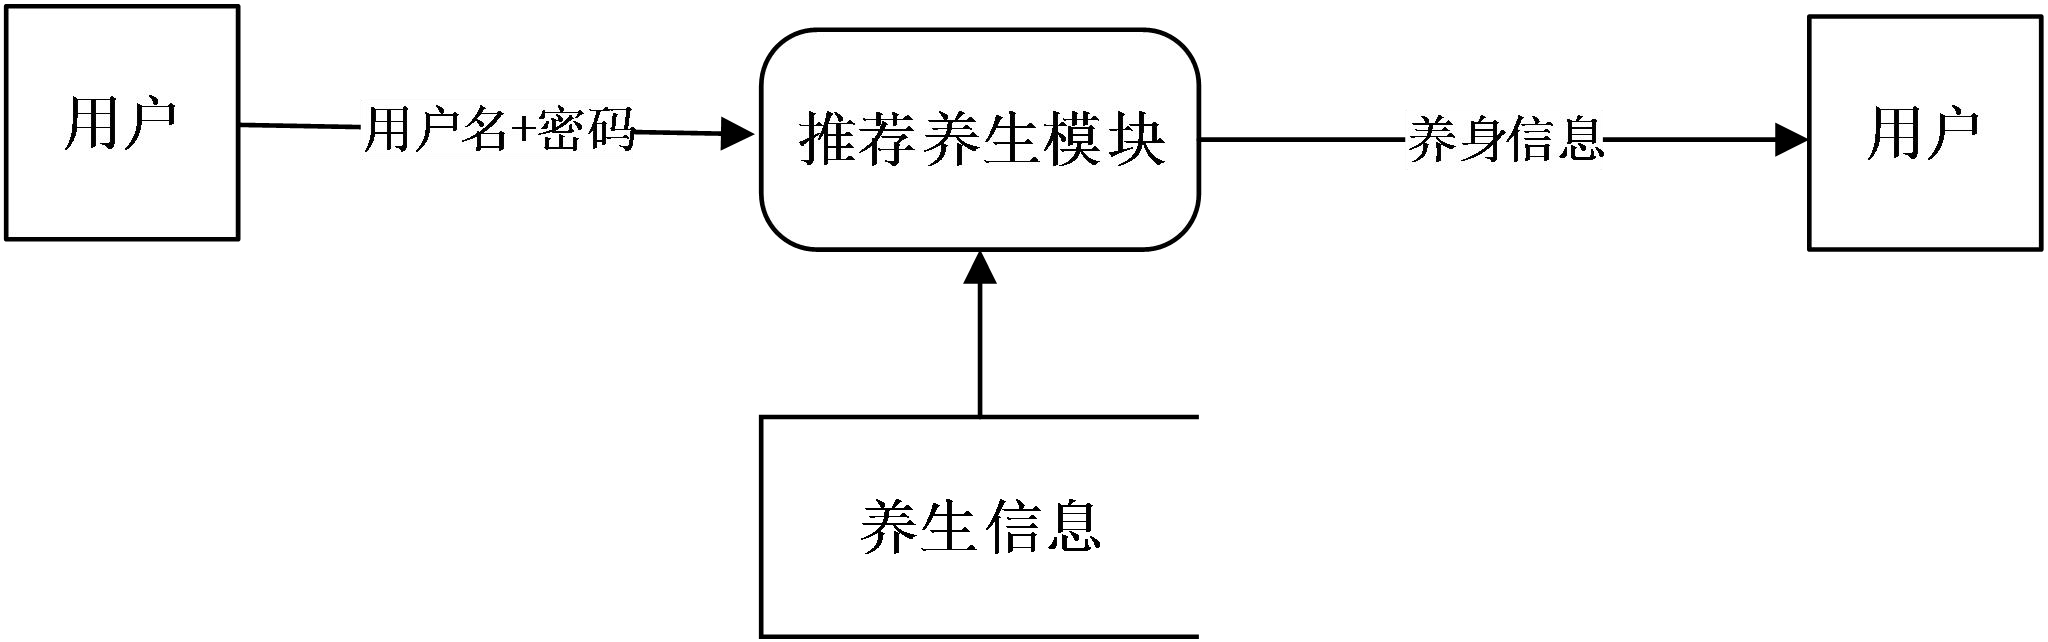 用户
用户名+密码
推荐养生模块
养身信息
用户
养生信息